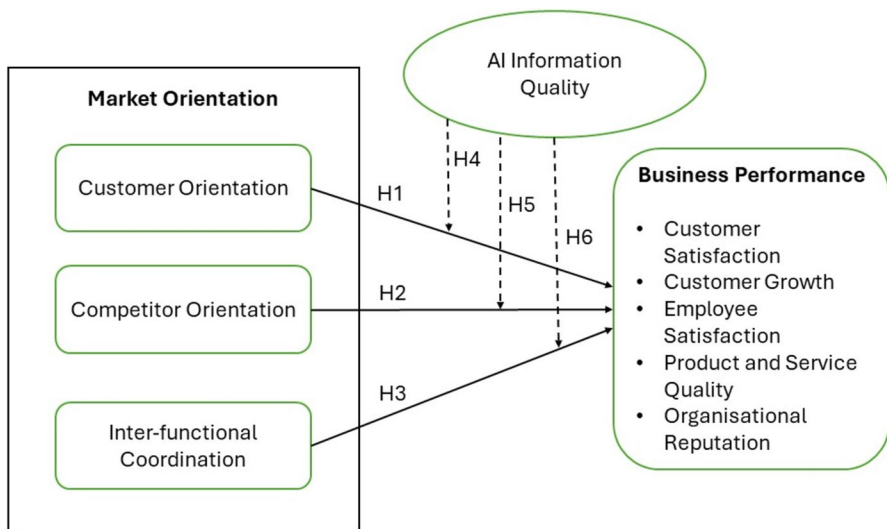 AI Information
Quality
Market Orientation
Customer Orientation
Competitor Orientation
Inter-functional
Coordination
H1
H2
H3
H4
H5
H6
Business Performance
• Customer
Satisfaction
• Customer Growth
• Employee
Satisfaction
• Product and Service
Quality
• Organisational
Reputation